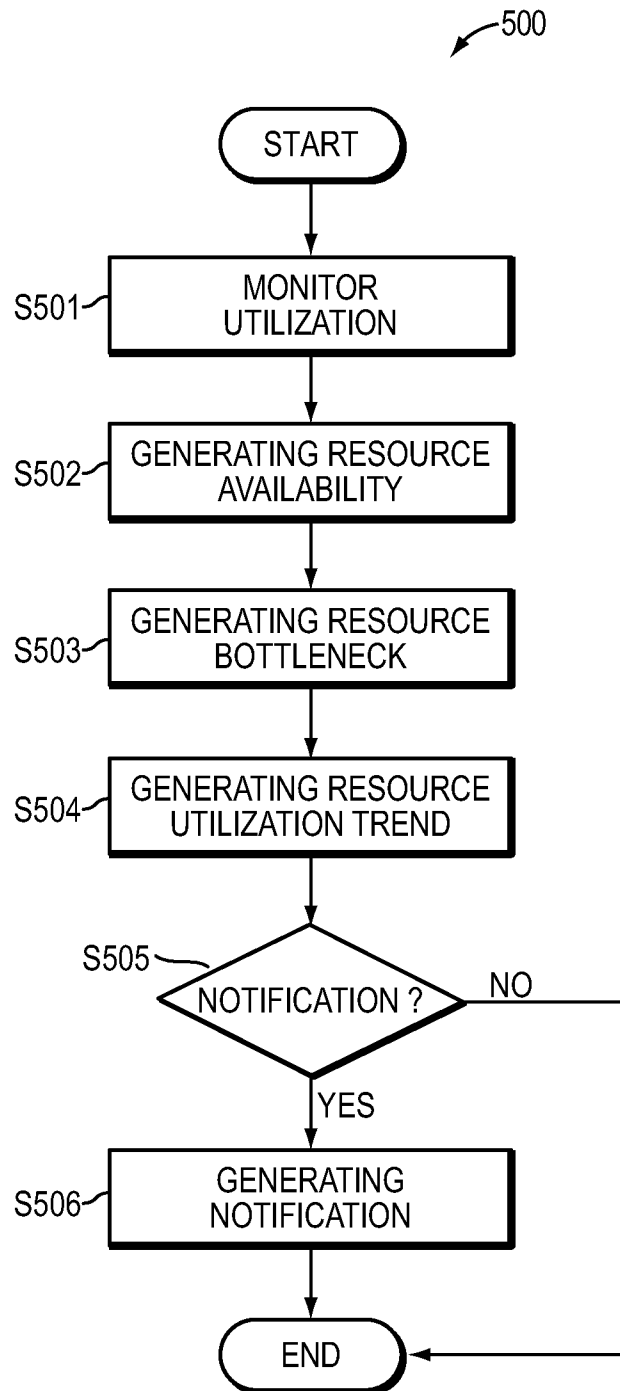 500
START
S501
MONITOR
UTILIZATION
S502
GENERATING RESOURCE
AVAILABILITY
S503
GENERATING RESOURCE
BOTTLENECK
S504
GENERATING RESOURCE
UTILIZATION TREND
S505
NOTIFICATION ?
NO
YES
S506
GENERATING
NOTIFICATION
END